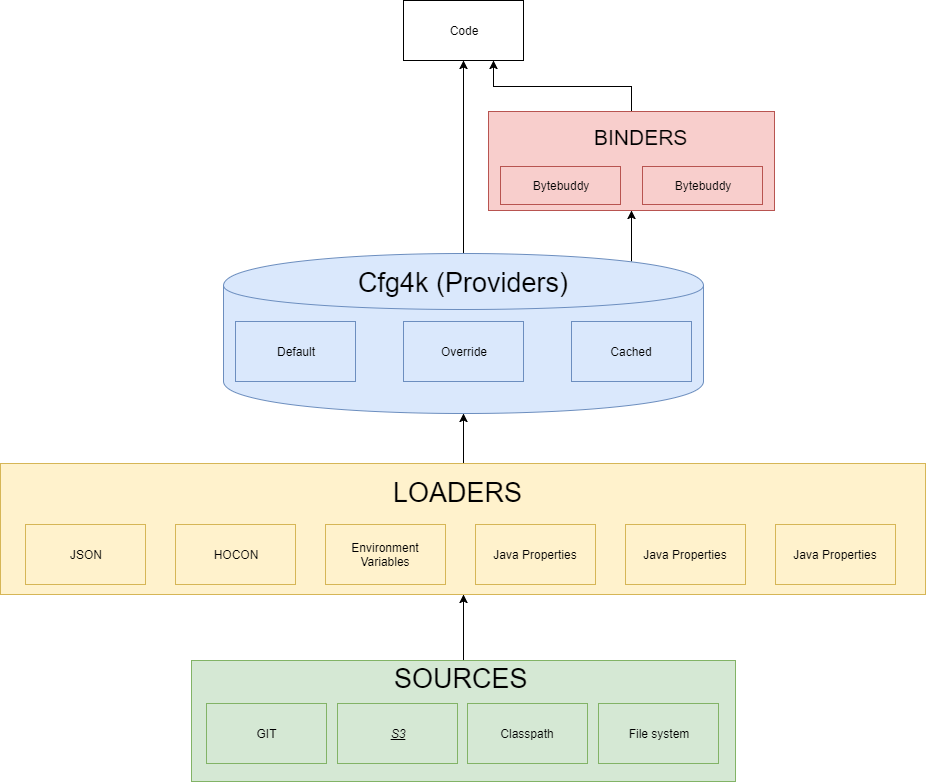 Code
BINDERS
Bytebuddy
Bytebuddy
Cfg4k (Providers)
Default
Override
Cached
LOADERS
JSON
HOCON
Environment
Variables
Java Properties
Java Properties
Java Properties
SOURCES
GIT
S3
Classpath
File system